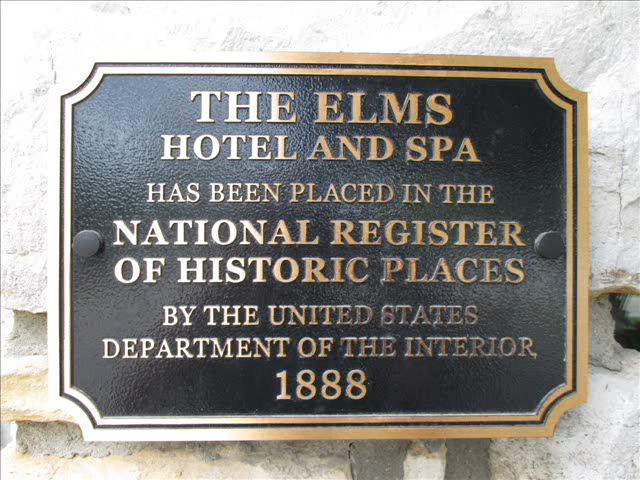 THE ELMS
HOTEL AND SPA
HAS BEEN PLACED IN THE
NATIONAL REGISTER
OF HISTORIC PLACES
BY THE UNITED STATES
DEPARTMENT OF THE INTERIOR
1888